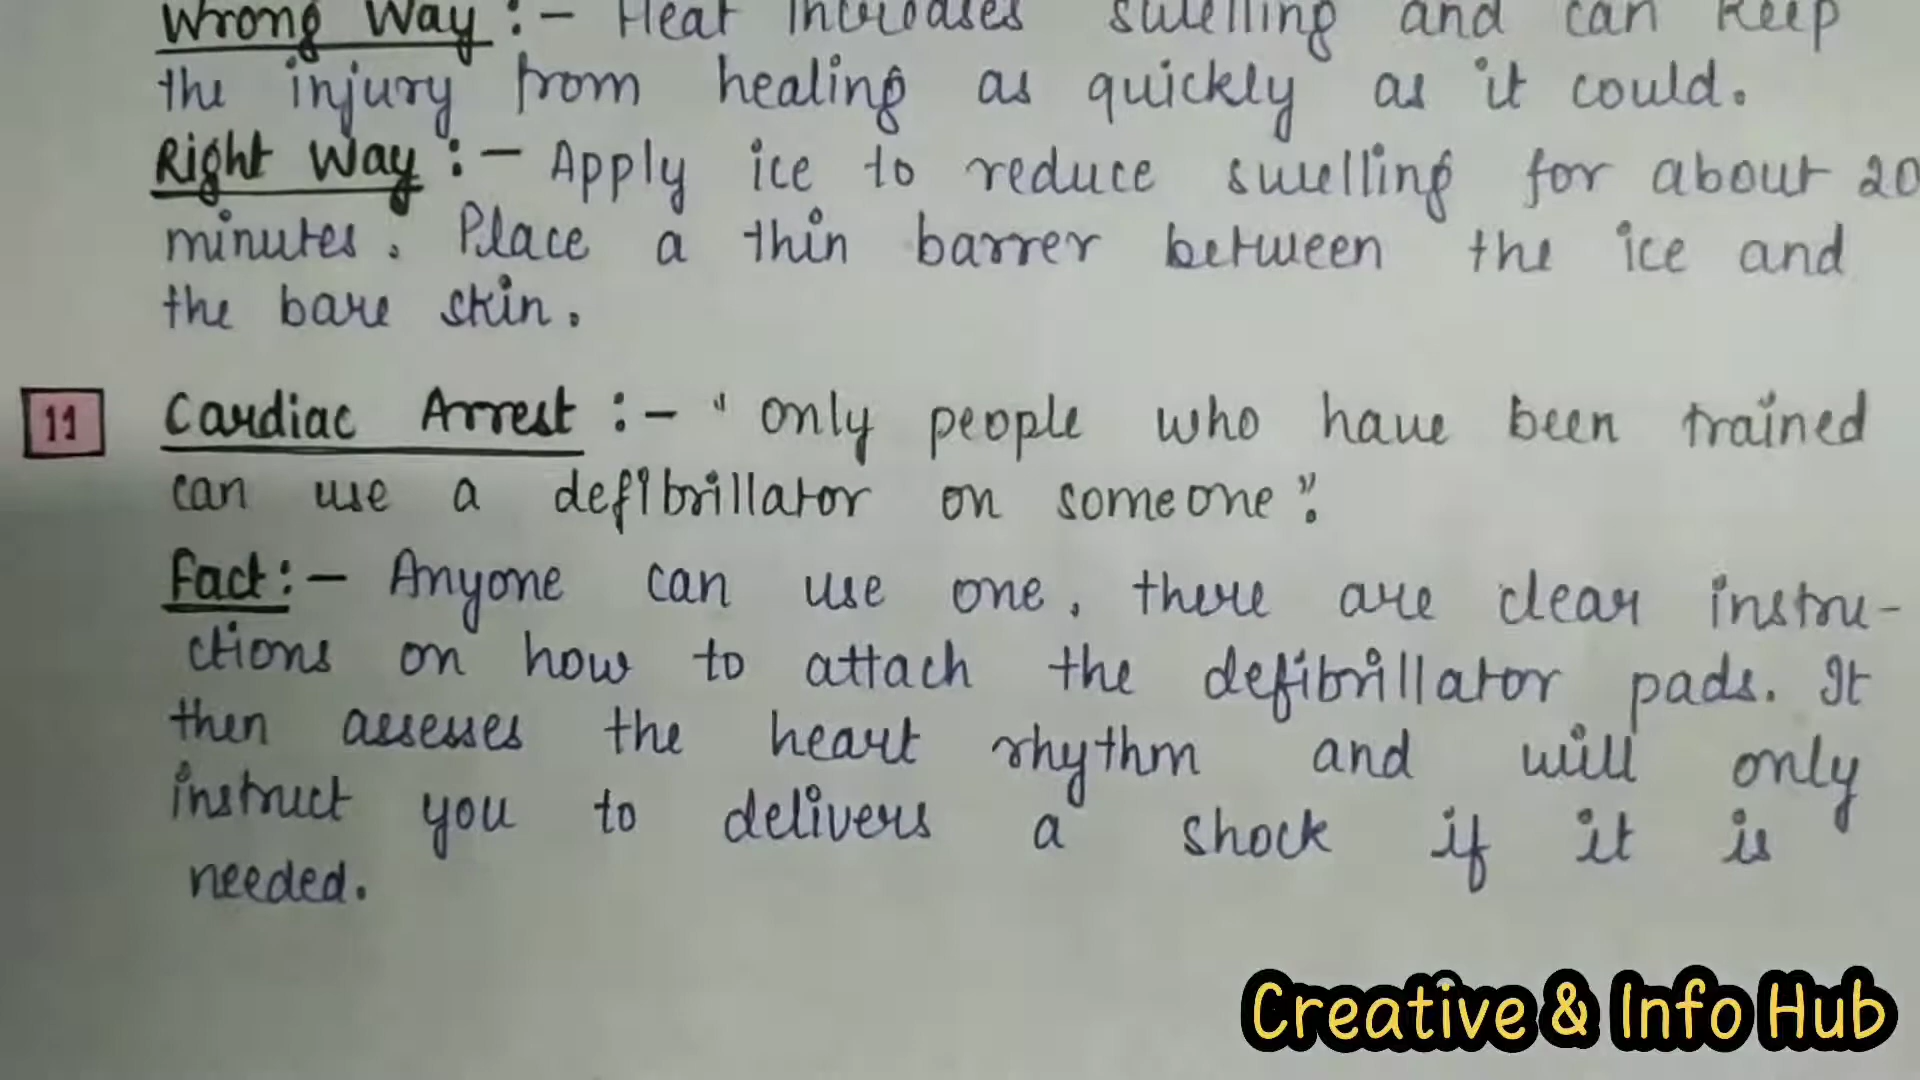 Wrong Way :- Heat increases swelling and can keep
the injury from healing as quickly as it could.
Right Way :- Apply ice to reduce swelling for about 20
minutes. Place a thin barrer between the ice and
the bare skin.
11 Cardiac Arrest :- " only people who have been trained
can use a defibrillator on someone".
Fact :- Anyone can use one. there are clear instru-
ctions on how to attach the defibrillator pads. It
then assesses the heart rhythm and will only
instruct you to delivers a shock if it is
needed.
Creative & Info Hub